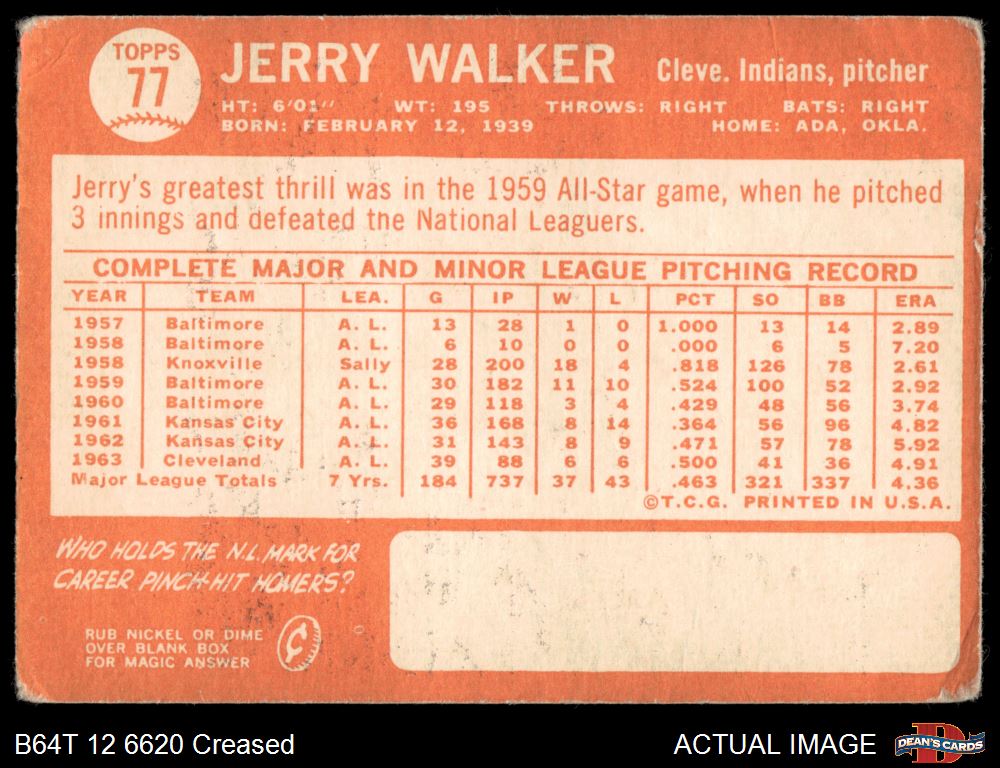 TOPPS
77
JERRY WALKER Cleve. Indians, pitcher
HT: 6'01" WT: 195 THROWS: RIGHT BATS: RIGHT
BORN: FEBRUARY 12, 1939 HOME: ADA, OKLA.
Jerry's greatest thrill was in the 1959 All-Star game, when he pitched
3 innings and defeated the National Leaguers.
COMPLETE MAJOR AND MINOR LEAGUE PITCHING RECORD
YEAR TEAM LEA. G IP W L PCT SO BB ERA
1957 Baltimore A. L. 13 28 1 0 1.000 13 14 2.89
1958 Baltimore A. L. 6 10 0 0 .000 6 5 7.20
1958 Knoxville Sally 28 200 18 4 .818 126 78 2.61
1959 Baltimore A. L. 30 182 11 10 .524 100 52 2.92
1960 Baltimore A. L. 29 118 3 4 .429 48 56 3.74
1961 Kansas City A. L. 36 168 8 14 .364 56 96 4.82
1962 Kansas City A. L. 31 143 8 9 .471 57 78 5.92
1963 Cleveland A. L. 39 88 6 6 .500 41 36 4.91
Major League Totals 7 Yrs. 184 737 37 43 .463 321 337 4.36
©T.C.G. PRINTED IN U.S.A.
WHO HOLDS THE N.L. MARK FOR
CAREER PINCH-HIT HOMERS?
RUB NICKEL OR DIME
OVER BLANK BOX
FOR MAGIC ANSWER
¢
B64T 12 6620 Creased
ACTUAL IMAGE
D
DEAN'S CARDS